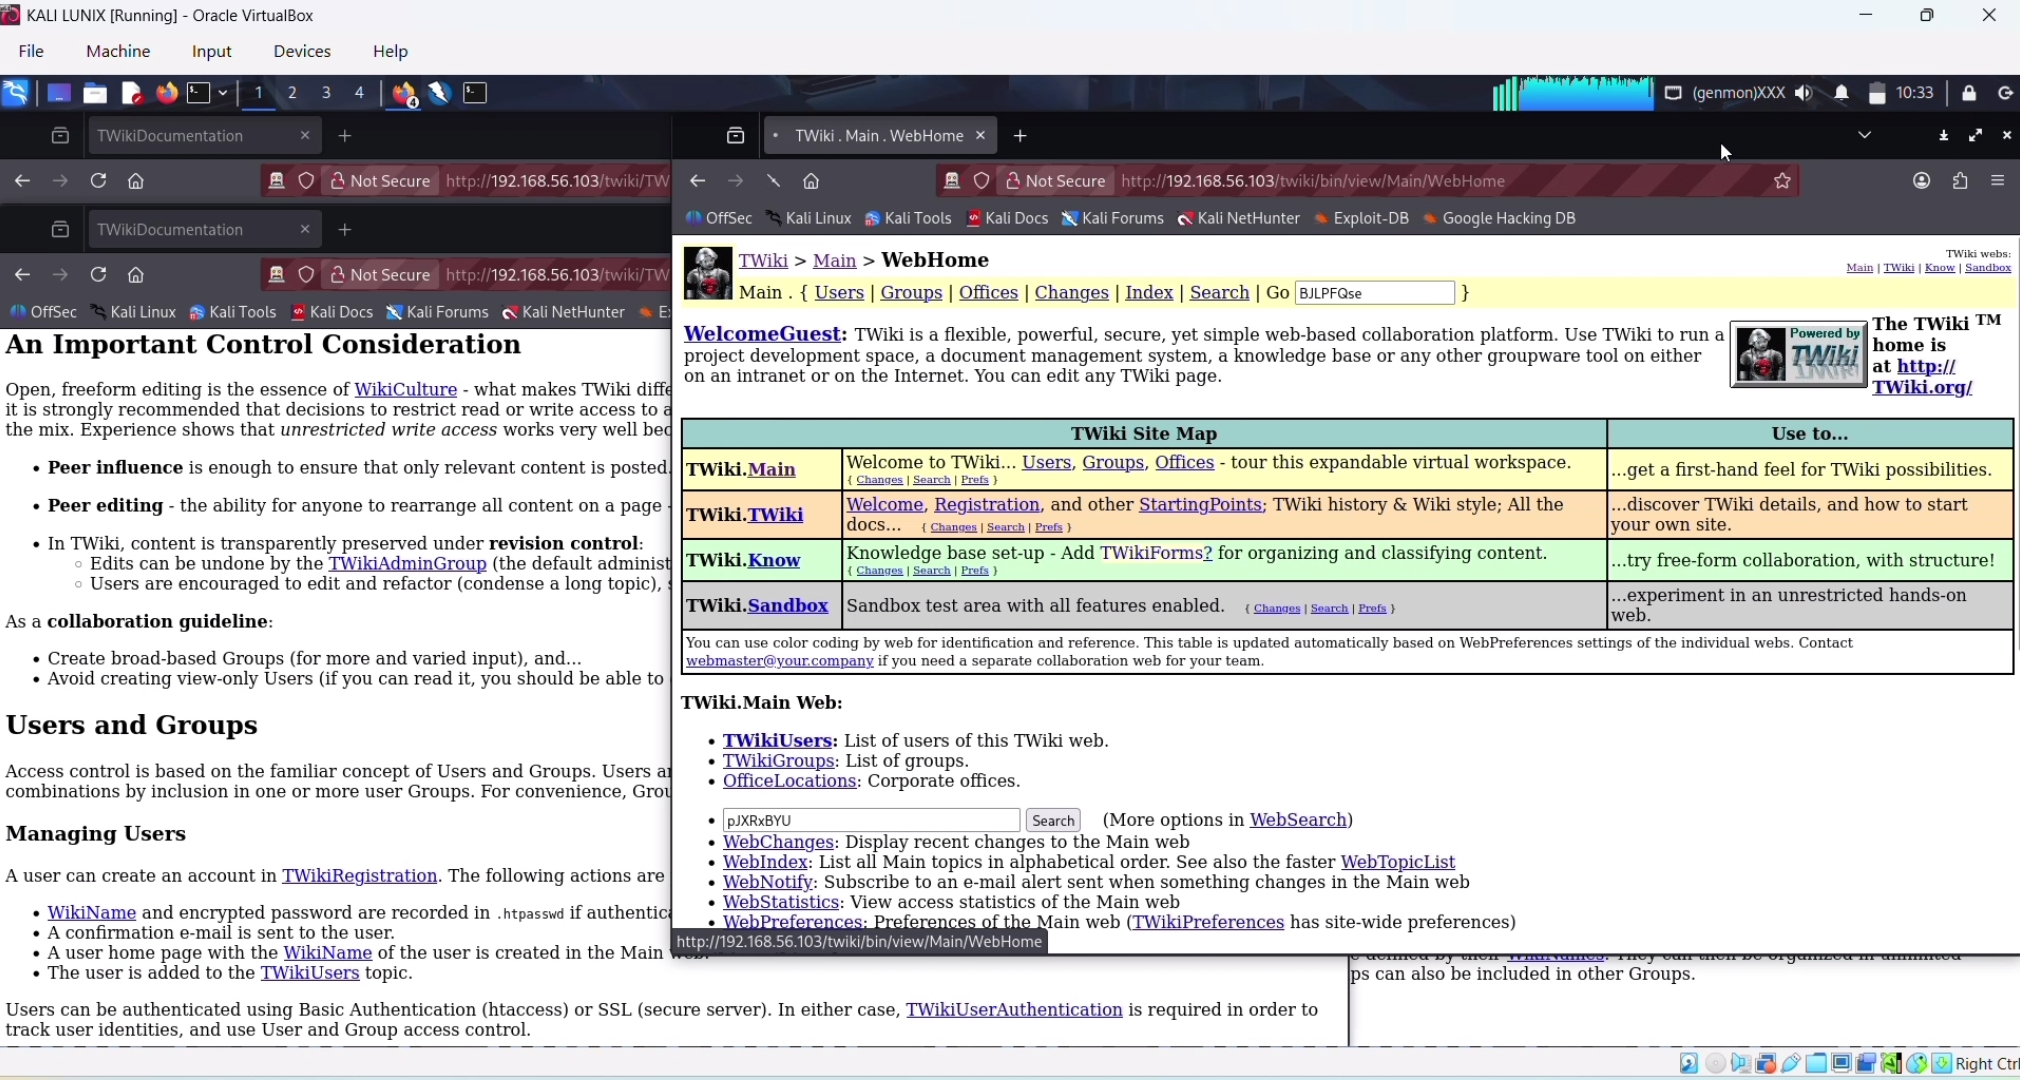 KALI LUNIX [Running] - Oracle VirtualBox
File Machine Input Devices Help
1 2 3 4 4 (genmon)XXX 10:33
TWikiDocumentation
Not Secure http://192.168.56.103/twiki/TW
TWikiDocumentation
Not Secure http://192.168.56.103/twiki/TW
OffSec Kali Linux Kali Tools Kali Docs Kali Forums Kali NetHunter Ex
An Important Control Consideration
Open, freeform editing is the essence of WikiCulture - what makes TWiki diffe
it is strongly recommended that decisions to restrict read or write access to a
the mix. Experience shows that unrestricted write access works very well bec
• Peer influence is enough to ensure that only relevant content is posted.
• Peer editing - the ability for anyone to rearrange all content on a page -
• In TWiki, content is transparently preserved under revision control:
◦ Edits can be undone by the TWikiAdminGroup (the default administ
◦ Users are encouraged to edit and refactor (condense a long topic), s
As a collaboration guideline:
• Create broad-based Groups (for more and varied input), and...
• Avoid creating view-only Users (if you can read it, you should be able to
Users and Groups
Access control is based on the familiar concept of Users and Groups. Users ar
combinations by inclusion in one or more user Groups. For convenience, Grou
Managing Users
A user can create an account in TWikiRegistration. The following actions are
• WikiName and encrypted password are recorded in .htpasswd if authentica
• A confirmation e-mail is sent to the user.
• A user home page with the WikiName of the user is created in the Main web.
• The user is added to the TWikiUsers topic.
Users can be authenticated using Basic Authentication (htaccess) or SSL (secure server). In either case, TWikiUserAuthentication is required in order to
track user identities, and use User and Group access control.
TWiki . Main . WebHome
Not Secure http://192.168.56.103/twiki/bin/view/Main/WebHome
OffSec Kali Linux Kali Tools Kali Docs Kali Forums Kali NetHunter Exploit-DB Google Hacking DB
TWiki > Main > WebHome
TWiki webs:
Main | TWiki | Know | Sandbox
Main . { Users | Groups | Offices | Changes | Index | Search | Go BJLPFQse }
WelcomeGuest: TWiki is a flexible, powerful, secure, yet simple web-based collaboration platform. Use TWiki to run a
project development space, a document management system, a knowledge base or any other groupware tool on either
on an intranet or on the Internet. You can edit any TWiki page.
Powered by
TWiki
The TWiki TM
home is
at http://
TWiki.org/
TWiki Site Map Use to...
TWiki.Main Welcome to TWiki... Users, Groups, Offices - tour this expandable virtual workspace.
{ Changes | Search | Prefs }
...get a first-hand feel for TWiki possibilities.
TWiki.TWiki Welcome, Registration, and other StartingPoints; TWiki history & Wiki style; All the
docs... { Changes | Search | Prefs }
...discover TWiki details, and how to start
your own site.
TWiki.Know Knowledge base set-up - Add TWikiForms? for organizing and classifying content.
{ Changes | Search | Prefs }
...try free-form collaboration, with structure!
TWiki.Sandbox Sandbox test area with all features enabled. { Changes | Search | Prefs }
...experiment in an unrestricted hands-on
web.
You can use color coding by web for identification and reference. This table is updated automatically based on WebPreferences settings of the individual webs. Contact
webmaster@your.company if you need a separate collaboration web for your team.
TWiki.Main Web:
• TWikiUsers: List of users of this TWiki web.
• TWikiGroups: List of groups.
• OfficeLocations: Corporate offices.
• pJXRxBYU Search (More options in WebSearch)
• WebChanges: Display recent changes to the Main web
• WebIndex: List all Main topics in alphabetical order. See also the faster WebTopicList
• WebNotify: Subscribe to an e-mail alert sent when something changes in the Main web
• WebStatistics: View access statistics of the Main web
• WebPreferences: Preferences of the Main web (TWikiPreferences has site-wide preferences)
http://192.168.56.103/twiki/bin/view/Main/WebHome
e defined by their WikiNames. They can then be organized in unlimited
ps can also be included in other Groups.
Right Ctrl